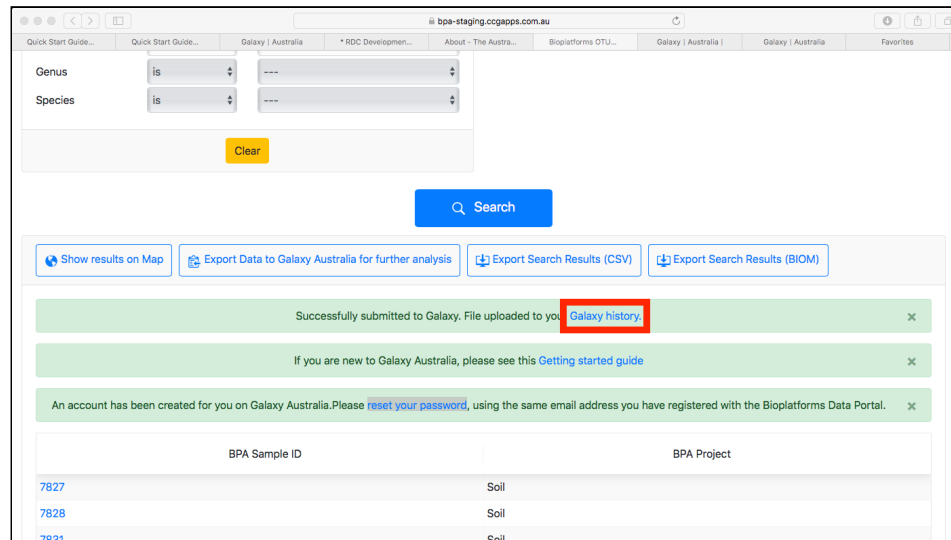 bpa-staging.ccgapps.com.au
Quick Start Guide... Quick Start Guide... Galaxy | Australia * RDC Developmen... About - The Austra... Bioplatforms OTU... Galaxy | Australia | Galaxy | Australia Favorites
Genus is ---
Species is ---
Clear
Search
Show results on Map Export Data to Galaxy Australia for further analysis Export Search Results (CSV) Export Search Results (BIOM)
Successfully submitted to Galaxy. File uploaded to you Galaxy history. ×
If you are new to Galaxy Australia, please see this Getting started guide ×
An account has been created for you on Galaxy Australia.Please reset your password, using the same email address you have registered with the Bioplatforms Data Portal. ×
BPA Sample ID BPA Project
7827 Soil
7828 Soil
7831 Soil